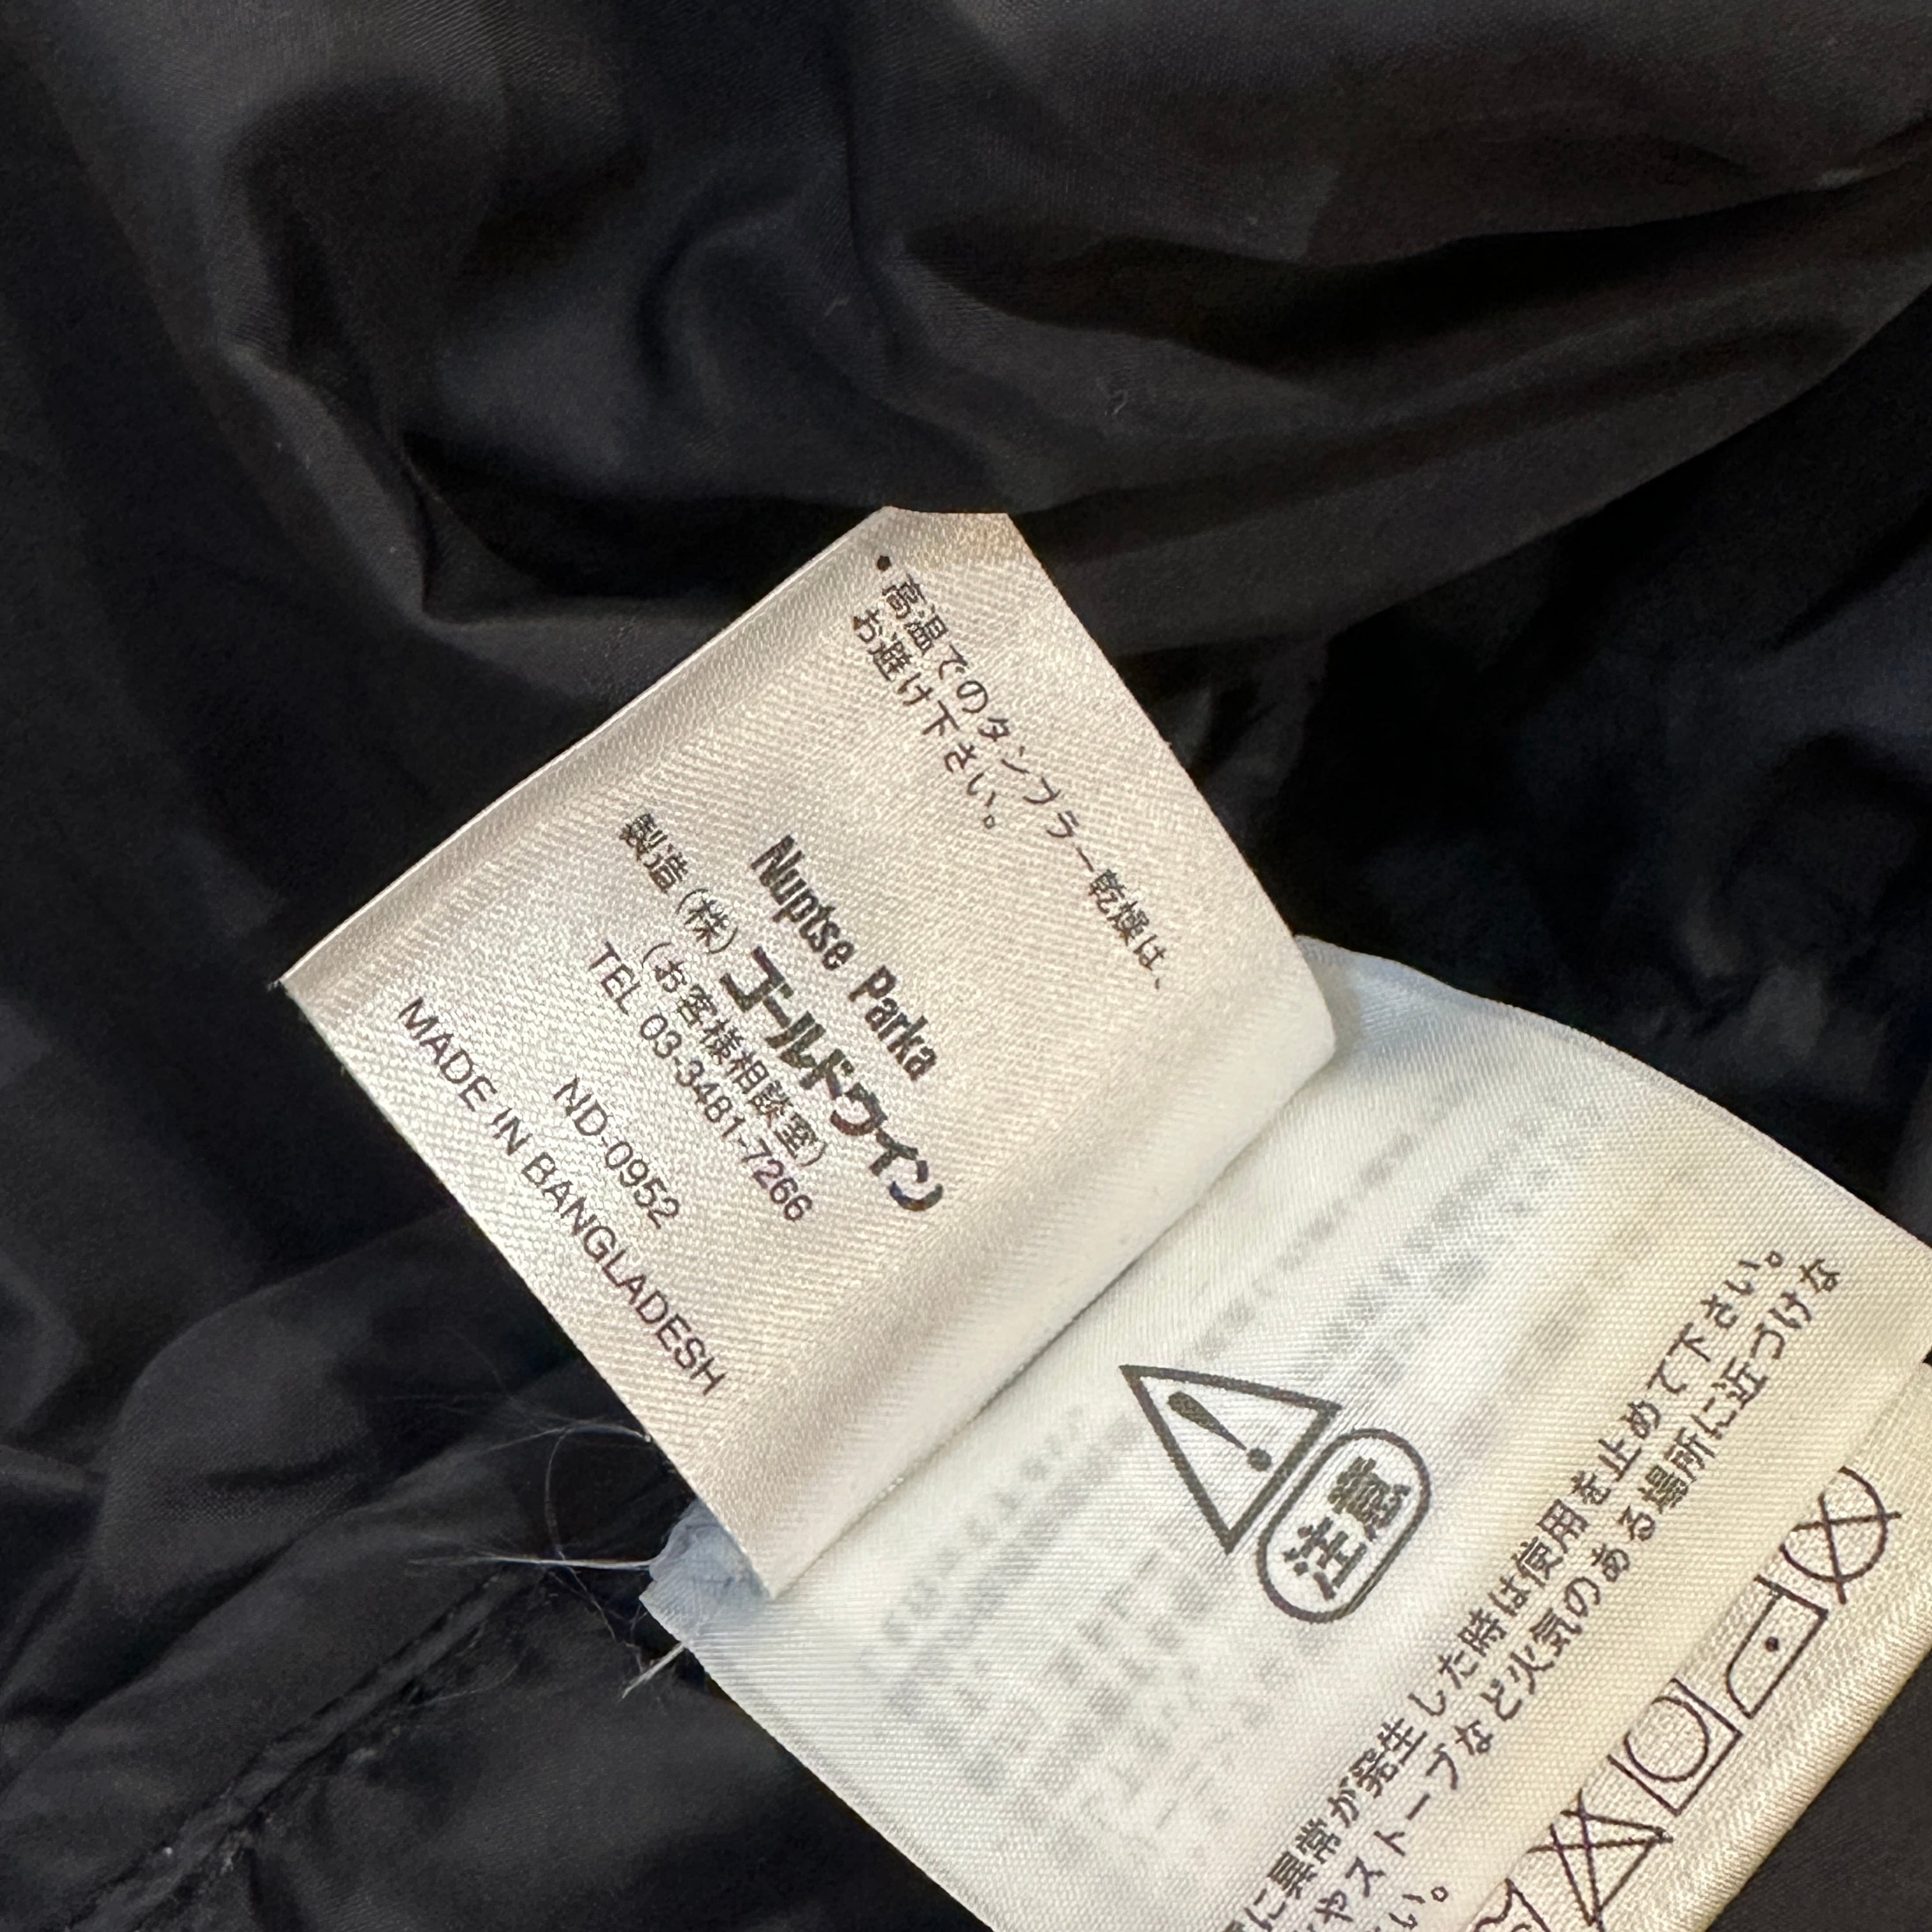 ・高温でのタンブラー乾燥は、
お避け下さい。
Nuptse Parka
製造 (株) ゴールドウイン
(お客様相談室)
TEL 03-3481-7266
ND-0952
MADE IN BANGLADESH
注意
に異常が発生した時は使用を止めて下さい。
やストーブなど火気のある場所に近づけな
い。